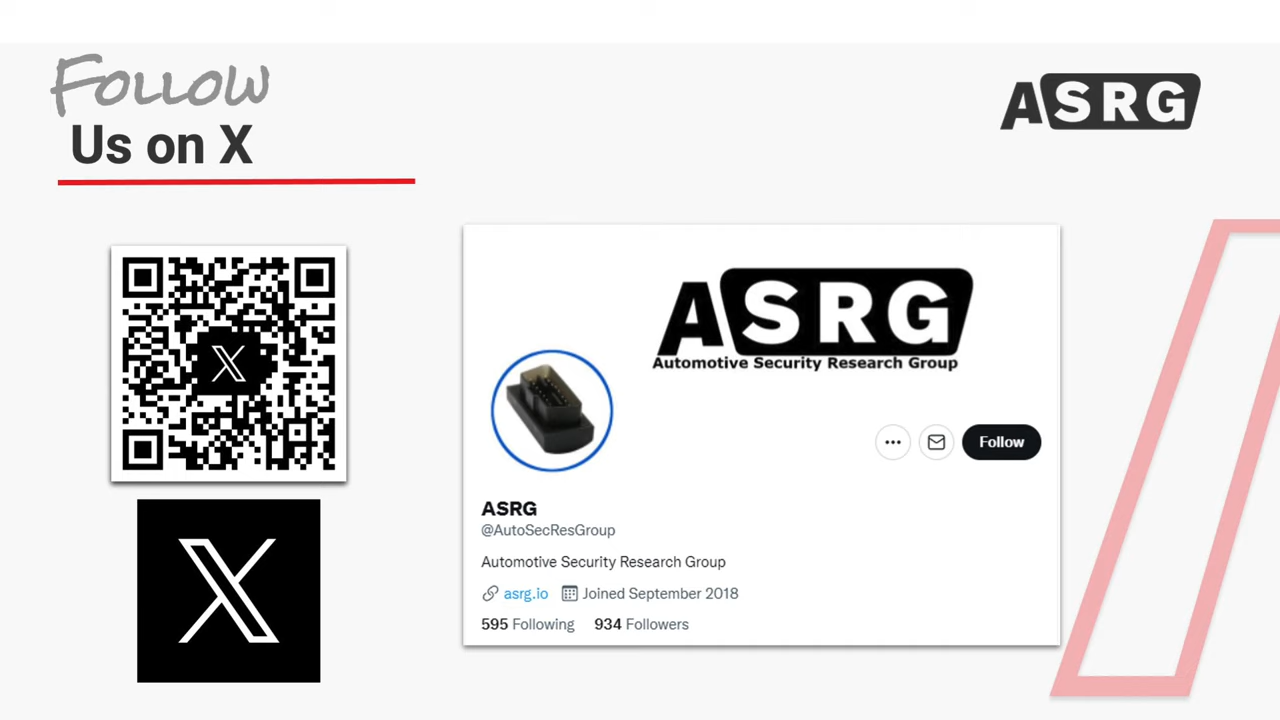 Follow
Us on X
ASRG
ASRG
Automotive Security Research Group
Follow
ASRG
@AutoSecResGroup
Automotive Security Research Group
asrg.io Joined September 2018
595 Following 934 Followers